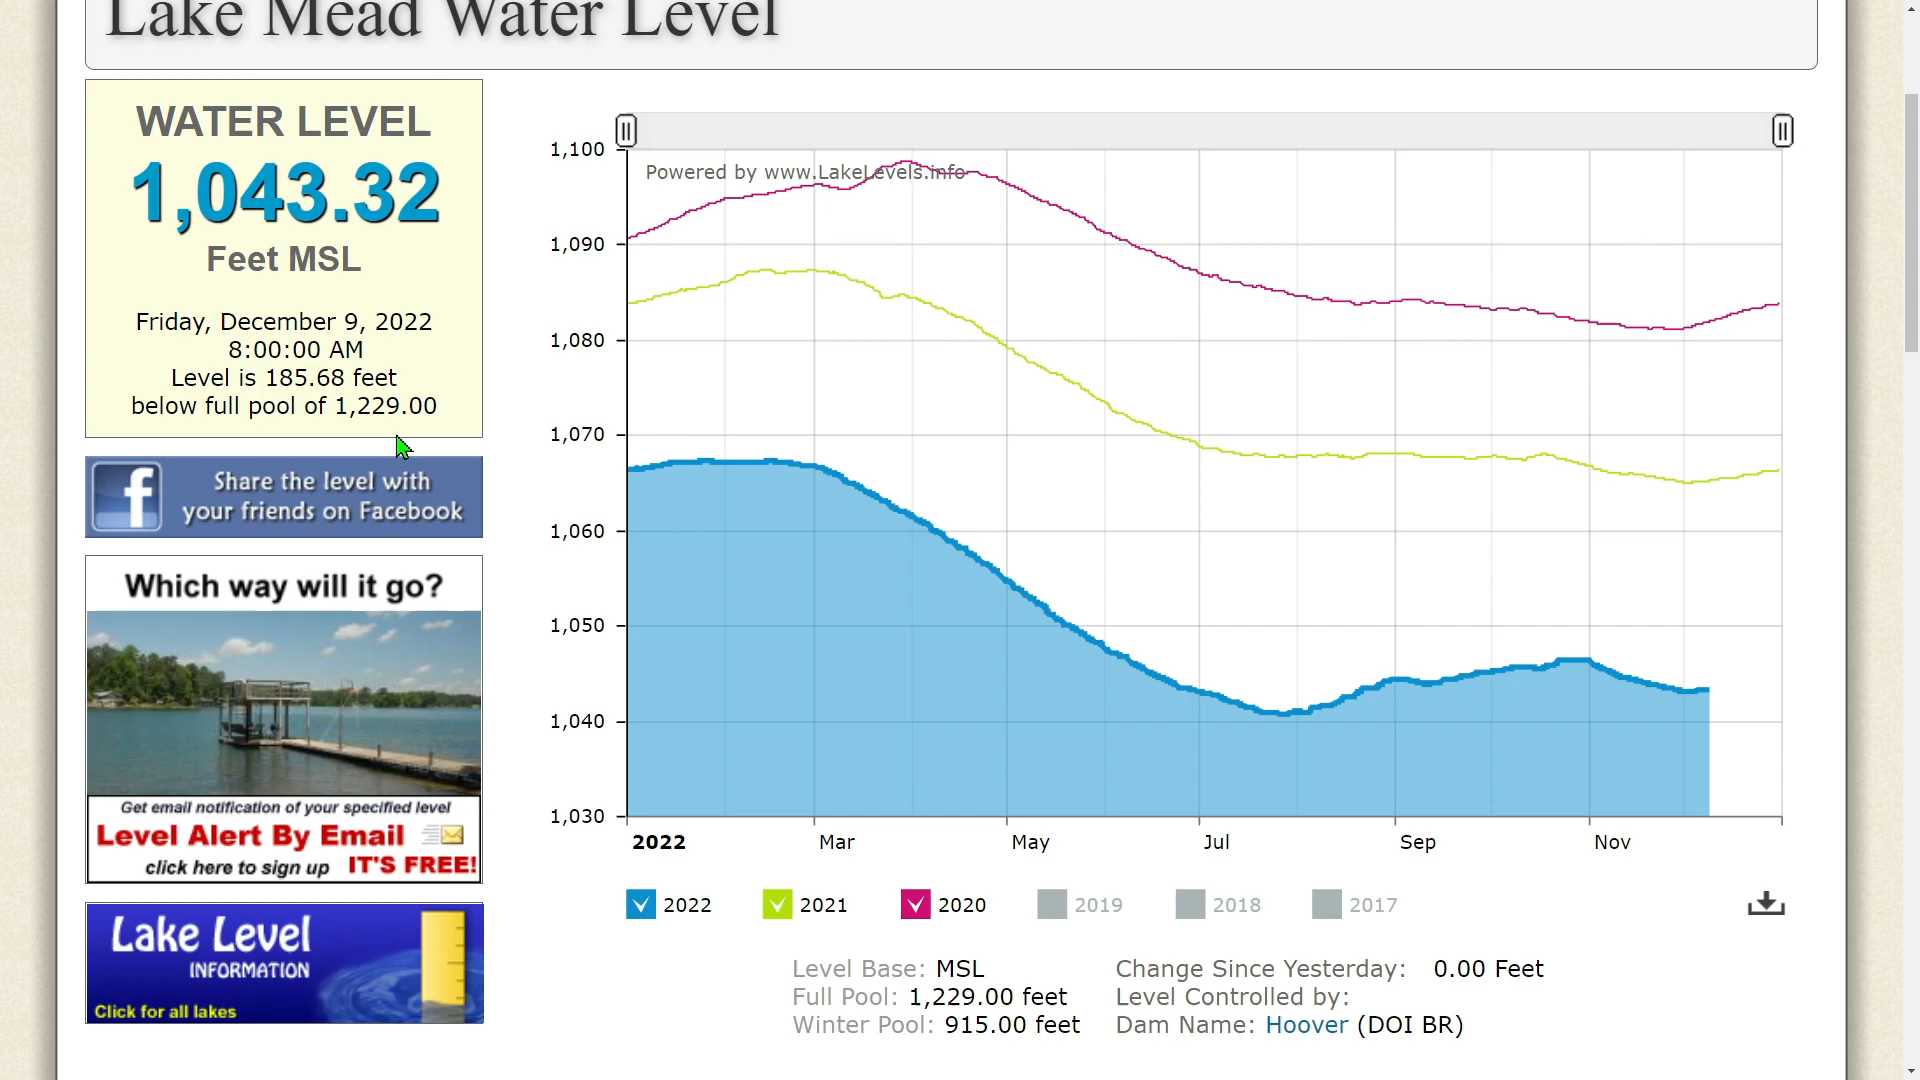 Lake Mead Water Level
WATER LEVEL
1,043.32
Feet MSL
Friday, December 9, 2022
8:00:00 AM
Level is 185.68 feet
below full pool of 1,229.00
f
Share the level with
your friends on Facebook
Which way will it go?
Get email notification of your specified level
Level Alert By Email
click here to sign up IT'S FREE!
Lake Level
INFORMATION
Click for all lakes
Powered by www.LakeLevels.info
1,100
1,090
1,080
1,070
1,060
1,050
1,040
1,030
2022 Mar May Jul Sep Nov
2022 2021 2020 2019 2018 2017
Level Base: MSL
Full Pool: 1,229.00 feet
Winter Pool: 915.00 feet
Change Since Yesterday: 0.00 Feet
Level Controlled by:
Dam Name: Hoover (DOI BR)